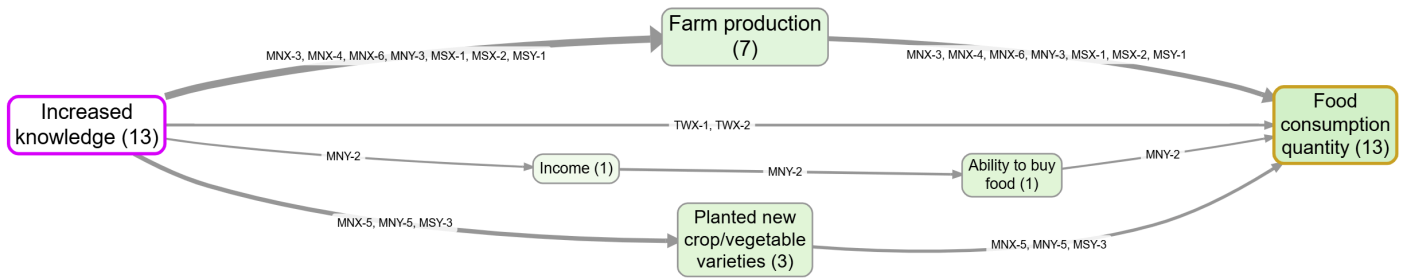 Farm production
(7)
MNX-3, MNX-4, MNX-6, MNY-3, MSX-1, MSX-2, MSY-1
MNX-3, MNX-4, MNX-6, MNY-3, MSX-1, MSX-2, MSY-1
Increased
knowledge (13)
TWX-1, TWX-2
Food
consumption
quantity (13)
MNY-2
Income (1)
MNY-2
Ability to buy
food (1)
MNY-2
MNX-5, MNY-5, MSY-3
Planted new
crop/vegetable
varieties (3)
MNX-5, MNY-5, MSY-3